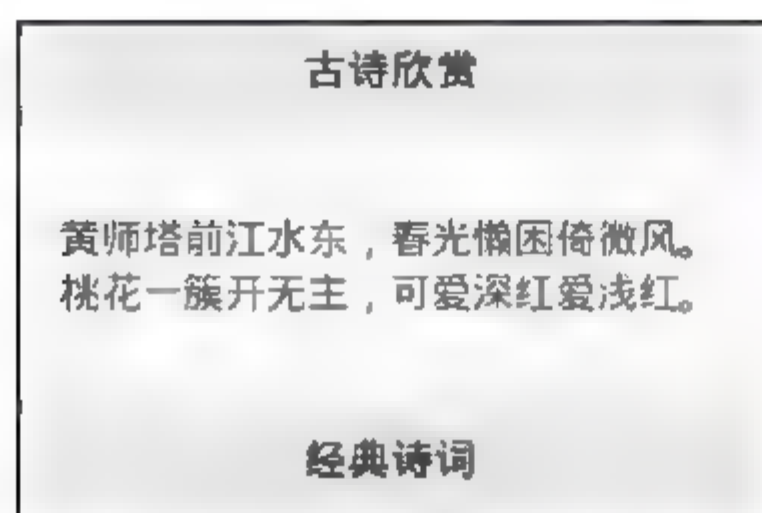 古诗欣赏
黄师塔前江水东，春光懒困倚微风。
桃花一簇开无主，可爱深红爱浅红。
经典诗词